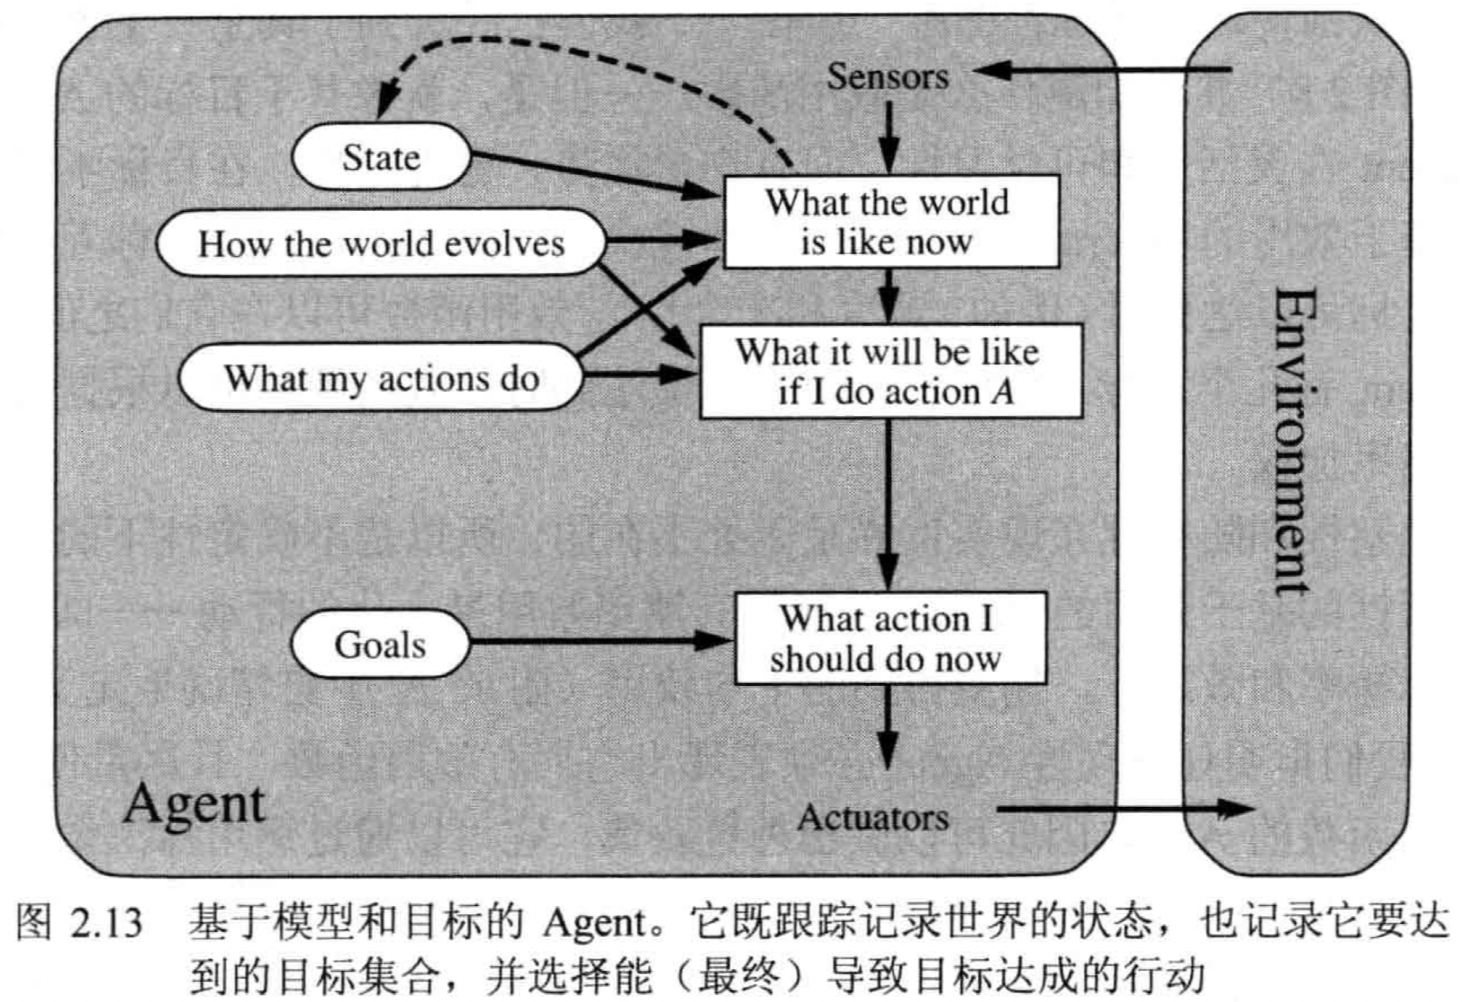 Sensors
State
What the world
is like now
How the world evolves
What it will be like
if I do action A
What my actions do
Environment
What action I
should do now
Goals
Agent
Actuators
图 2.13 基于模型和目标的 Agent。它既跟踪记录世界的状态，也记录它要达
到的目标集合，并选择能（最终）导致目标达成的行动